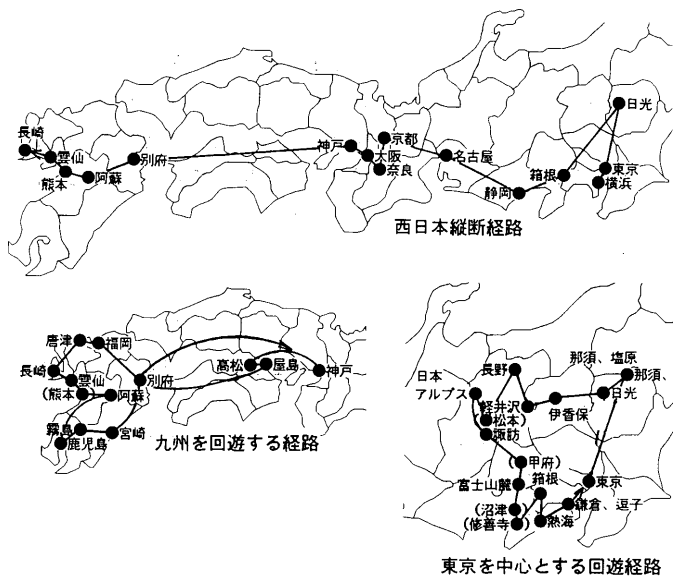 長崎
雲仙
熊本
阿蘇
別府
神戸
京都
大阪
奈良
名古屋
静岡
箱根
日光
東京
横浜
西日本縦断経路
唐津
福岡
長崎
雲仙
(熊本)
阿蘇
別府
霧島
鹿児島
宮崎
高松
屋島
神戸
九州を回遊する経路
日本
アルプス
長野
軽井沢
(松本)
諏訪
伊香保
那須、塩原
那須、
日光
(甲府)
富士山麓
箱根
(沼津)
(修善寺)
熱海
鎌倉、逗子
東京
東京を中心とする回遊経路